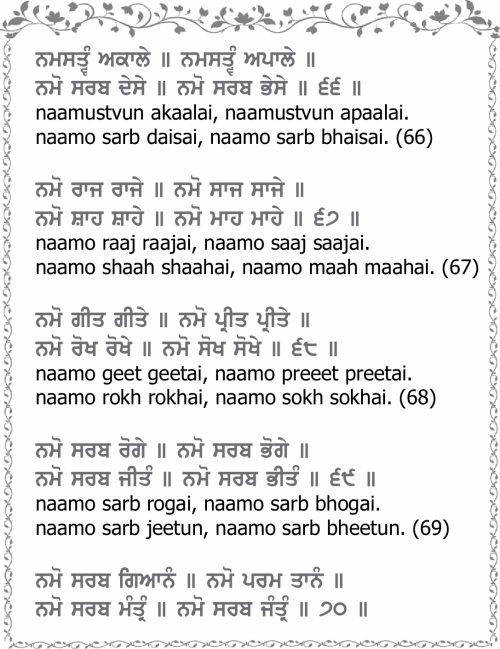 ਨਮਸਤ੍ਵੰ ਅਕਾਲੇ ॥ ਨਮਸਤ੍ਵੰ ਅਪਾਲੇ ॥
ਨਮੋ ਸਰਬ ਦੇਸੇ ॥ ਨਮੋ ਸਰਬ ਭੇਸੇ ॥ ੬੬ ॥
naamustvun akaalai, naamustvun apaalai.
naamo sarb daisai, naamo sarb bhaisai. (66)
ਨਮੋ ਰਾਜ ਰਾਜੇ ॥ ਨਮੋ ਸਾਜ ਸਾਜੇ ॥
ਨਮੋ ਸ਼ਾਹ ਸ਼ਾਹੇ ॥ ਨਮੋ ਮਾਹ ਮਾਹੇ ॥ ੬੭ ॥
naamo raaj raajai, naamo saaj saajai.
naamo shaah shaahai, naamo maah maahai. (67)
ਨਮੋ ਗੀਤ ਗੀਤੇ ॥ ਨਮੋ ਪ੍ਰੀਤ ਪ੍ਰੀਤੇ ॥
ਨਮੋ ਰੋਖ ਰੋਖੇ ॥ ਨਮੋ ਸੋਖ ਸੋਖੇ ॥ ੬੮ ॥
naamo geet geetai, naamo preeet preetai.
naamo rokh rokhai, naamo sokh sokhai. (68)
ਨਮੋ ਸਰਬ ਰੋਗੇ ॥ ਨਮੋ ਸਰਬ ਭੋਗੇ ॥
ਨਮੋ ਸਰਬ ਜੀਤੰ ॥ ਨਮੋ ਸਰਬ ਭੀਤੰ ॥ ੬੯ ॥
naamo sarb rogai, naamo sarb bhogai.
naamo sarb jeetun, naamo sarb bheetun. (69)
ਨਮੋ ਸਰਬ ਗਿਆਨੰ ॥ ਨਮੋ ਪਰਮ ਤਾਨੰ ॥
ਨਮੋ ਸਰਬ ਮੰਤ੍ਰੰ ॥ ਨਮੋ ਸਰਬ ਜੰਤ੍ਰੰ ॥ ੭੦ ॥